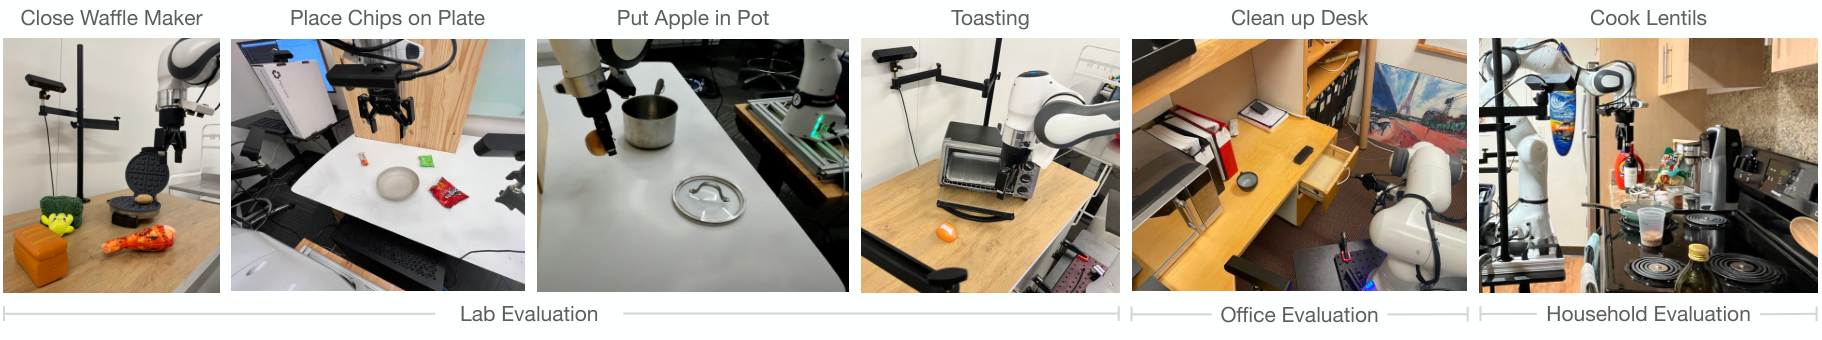 Close Waffle Maker
Place Chips on Plate
Put Apple in Pot
Toasting
Clean up Desk
Cook Lentils
Lab Evaluation
Office Evaluation
Household Evaluation